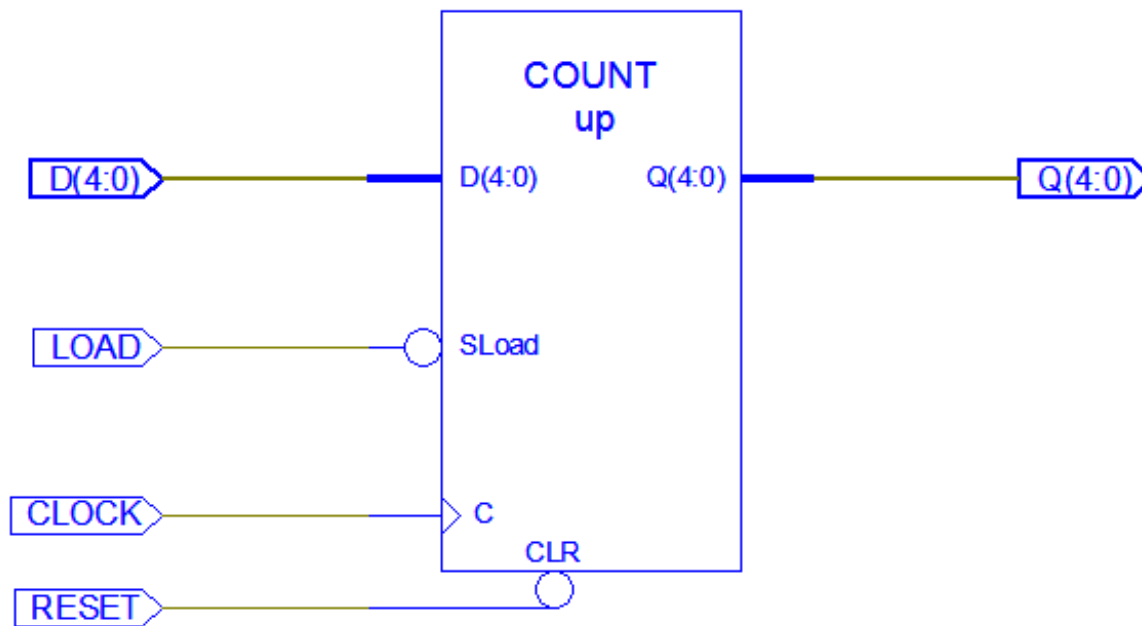 COUNT
up
D(4:0)
D(4:0)
Q(4:0)
Q(4:0)
LOAD
SLoad
CLOCK
C
CLR
RESET